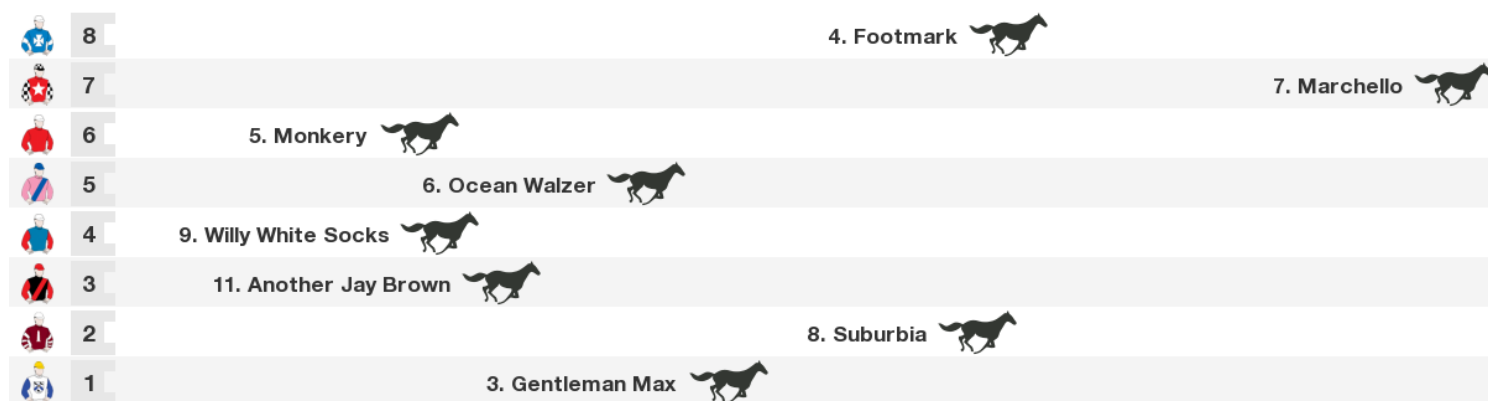 8 4. Footmark
7 7. Marchello
6 5. Monkery
5 6. Ocean Walzer
4 9. Willy White Socks
3 11. Another Jay Brown
2 8. Suburbia
1 3. Gentleman Max